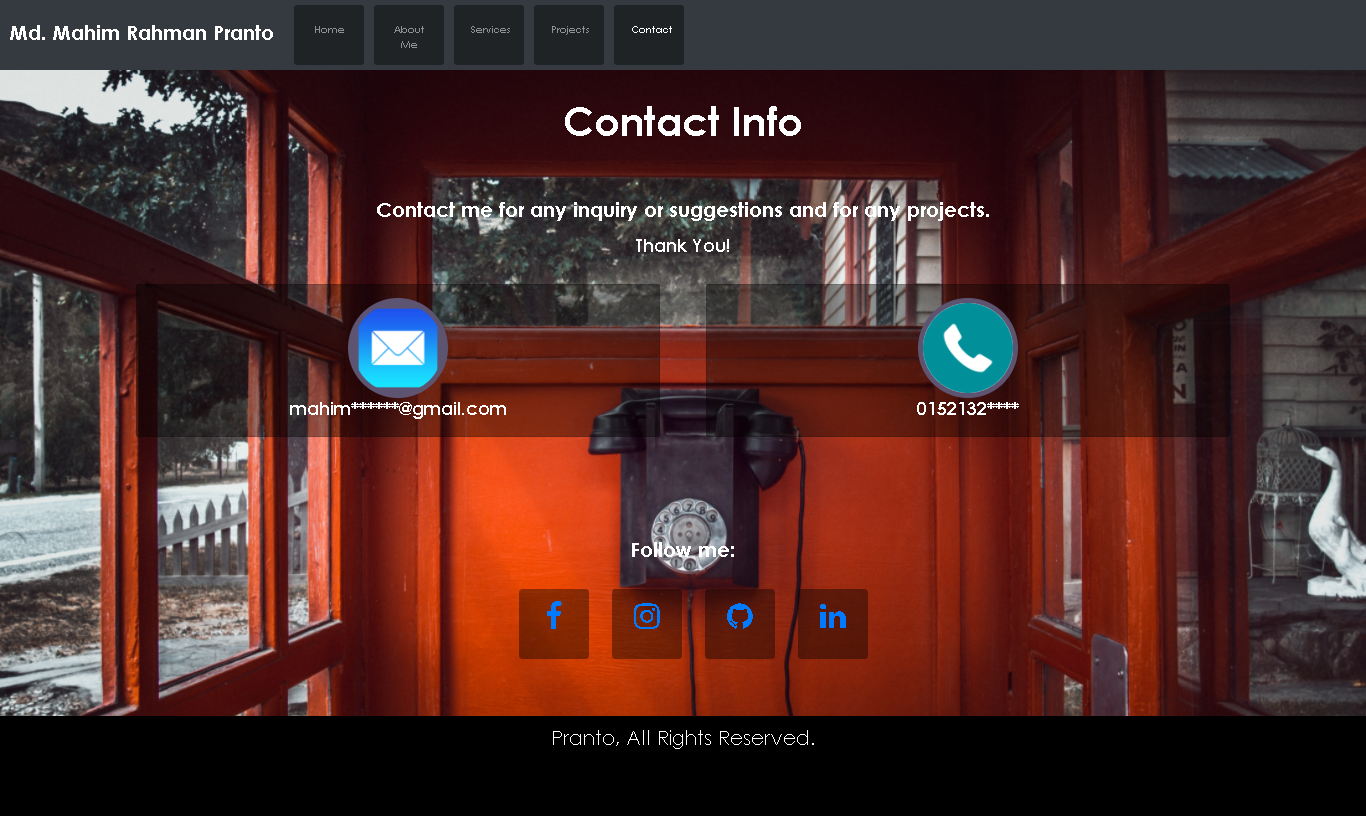 Md. Mahim Rahman Pranto
Home
About
Me
Services
Projects
Contact
Contact Info
Contact me for any inquiry or suggestions and for any projects.
Thank You!
mahim******@gmail.com
0152132****
Follow me:
Pranto, All Rights Reserved.